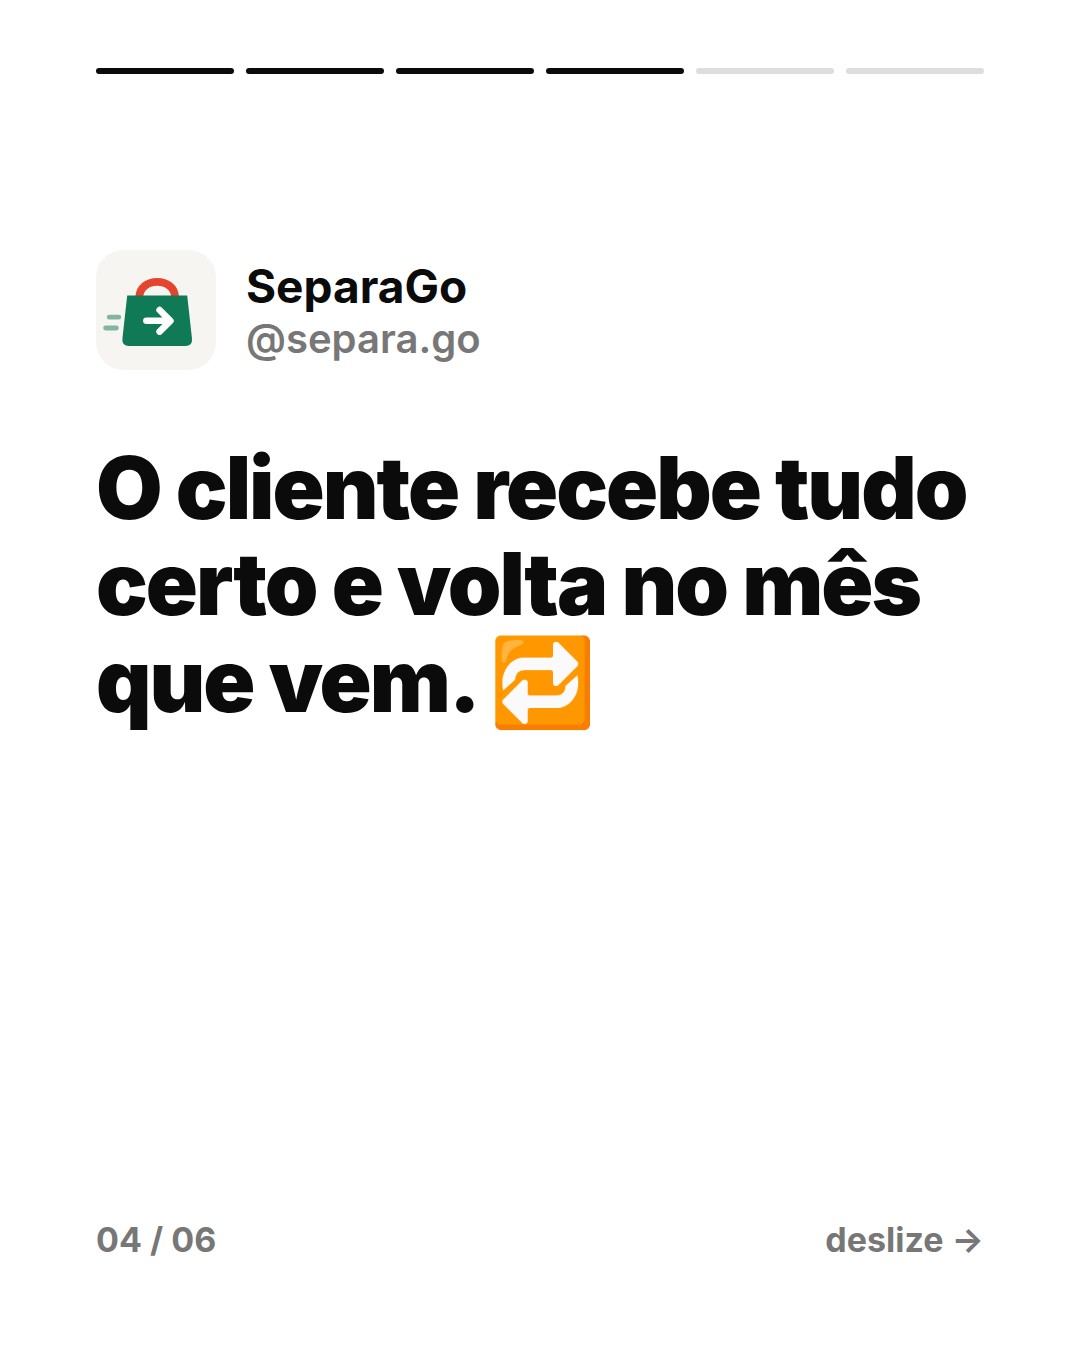 SeparaGo
@separa.go
O cliente recebe tudo
certo e volta no mês
que vem. 🔁
04 / 06
deslize →